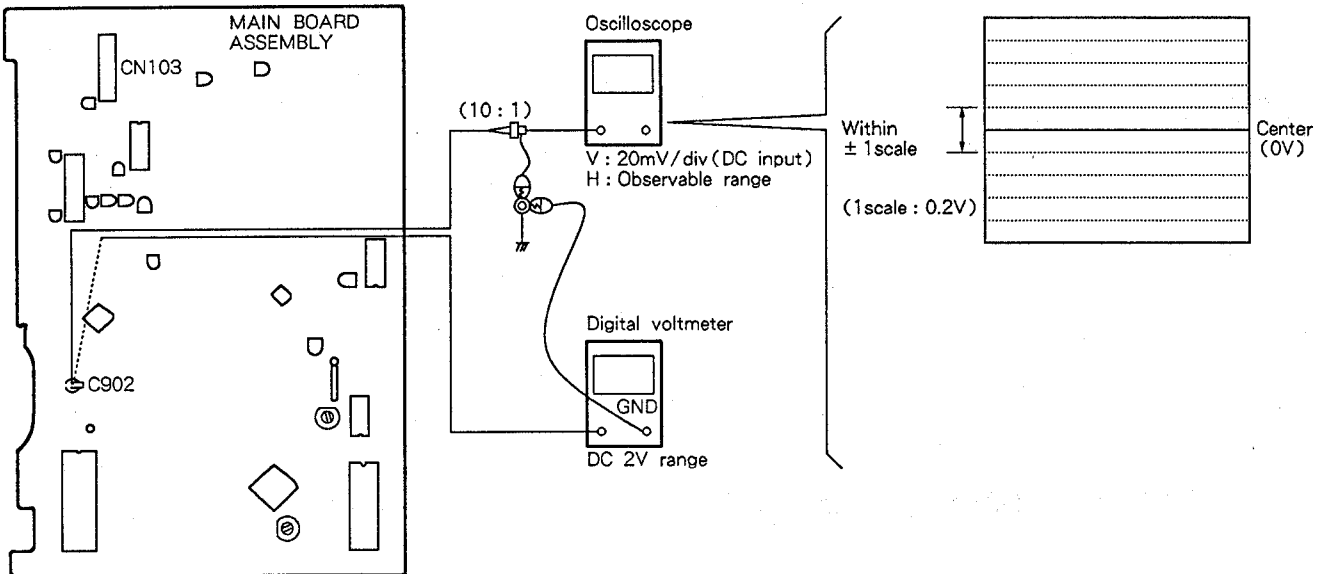 MAIN BOARD
ASSEMBLY
CN103
C902
(10 : 1)
Oscilloscope
V : 20mV/div(DC input)
H : Observable range
Digital voltmeter
GND
DC 2V range
Within
± 1scale
(1scale : 0.2V)
Center
(0V)